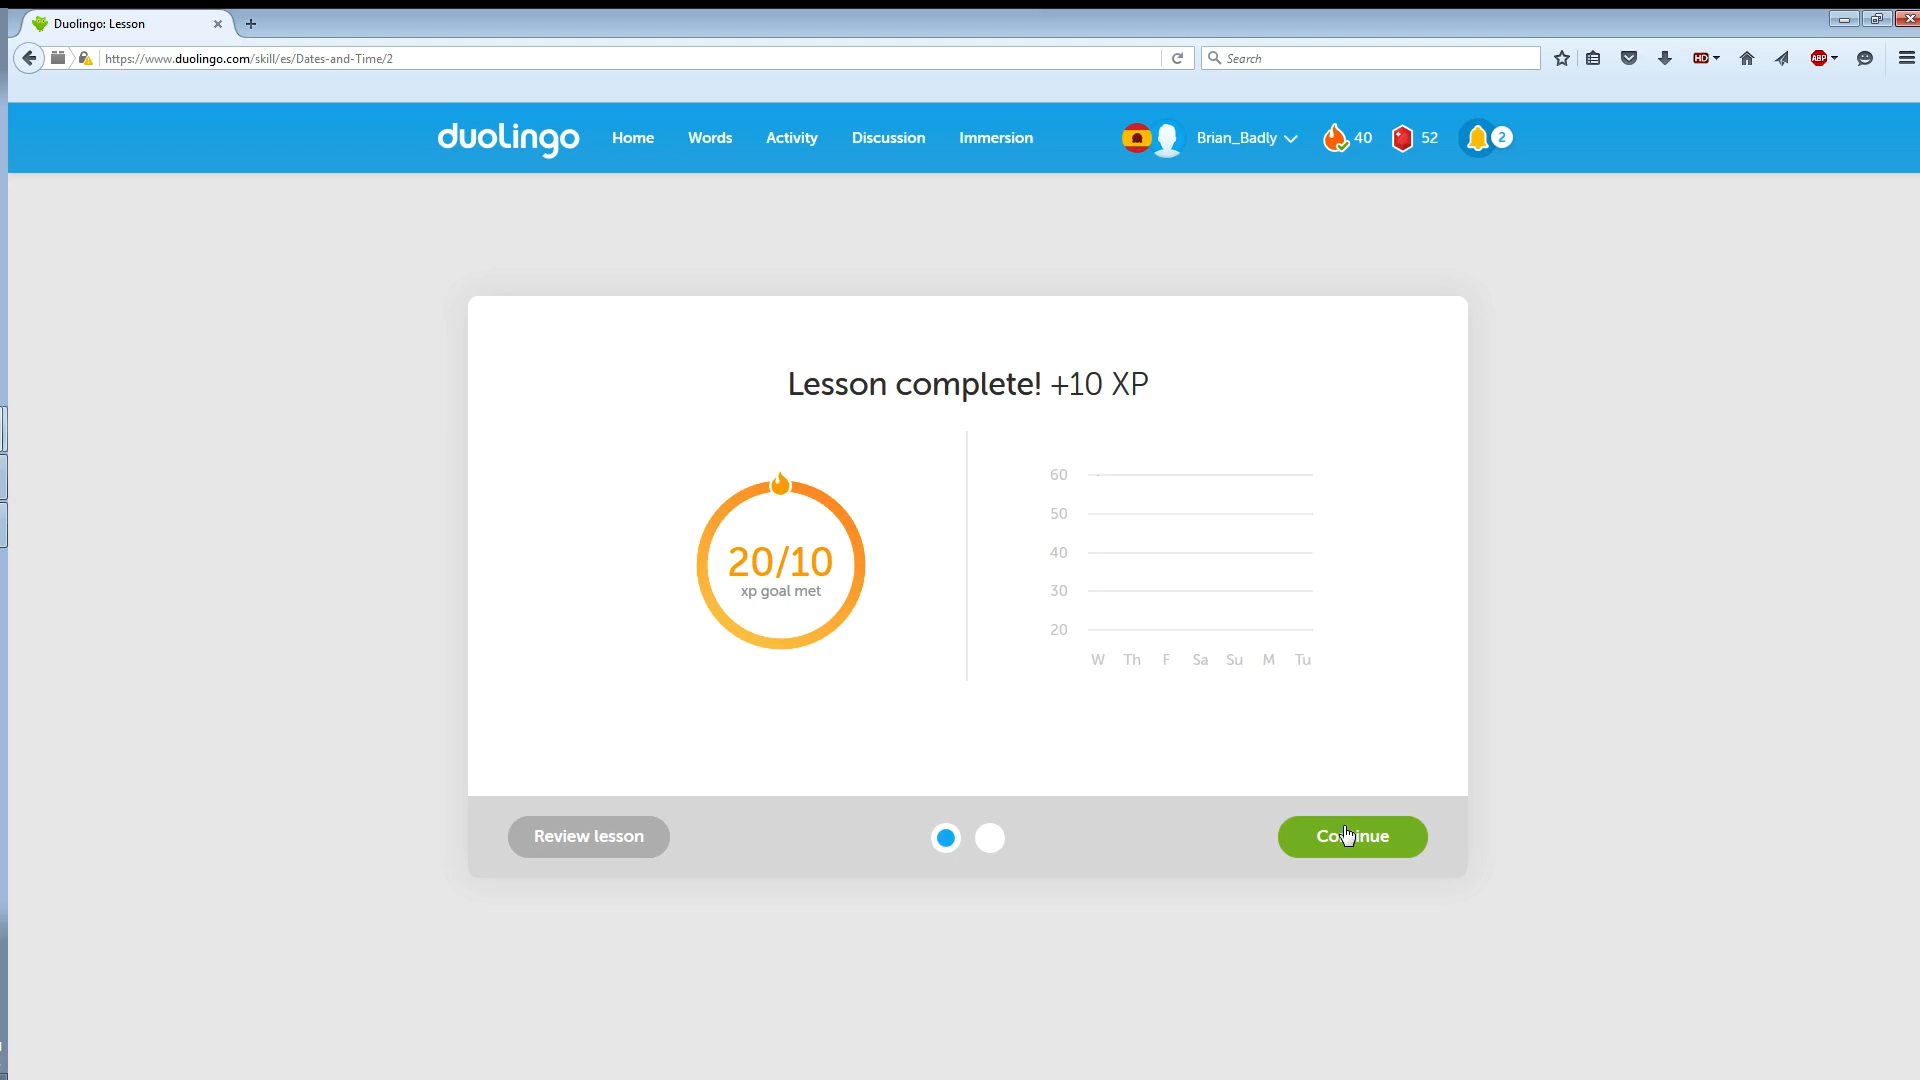 Duolingo: Lesson
https://www.duolingo.com/skill/es/Dates-and-Time/2
Search
HD
ABP
duolingo
Home
Words
Activity
Discussion
Immersion
Brian_Badly
40
52
2
Lesson complete! +10 XP
20/10
xp goal met
60
50
40
30
20
W Th F Sa Su M Tu
Review lesson
Continue